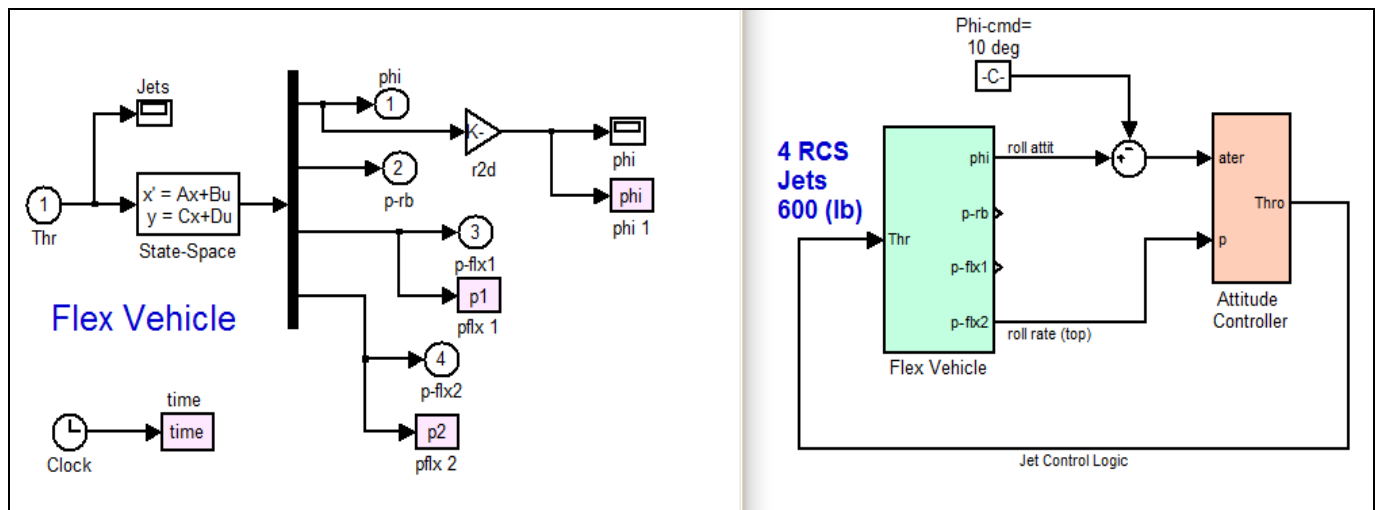 Jets
1
Thr
x' = Ax+Bu
y = Cx+Du
State-Space
phi
1
2
p-rb
K-
r2d
phi
phi
phi 1
3
p-flx1
p1
pflx 1
4
p-flx2
p2
pflx 2
Flex Vehicle
time
time
Clock
Phi-cmd=
10 deg
-C-
4 RCS
Jets
600 (lb)
Thr
phi
p-rb
p-flx1
p-flx2
Flex Vehicle
roll attit
roll rate (top)
+
-
ater
p
Thro
Attitude
Controller
Jet Control Logic